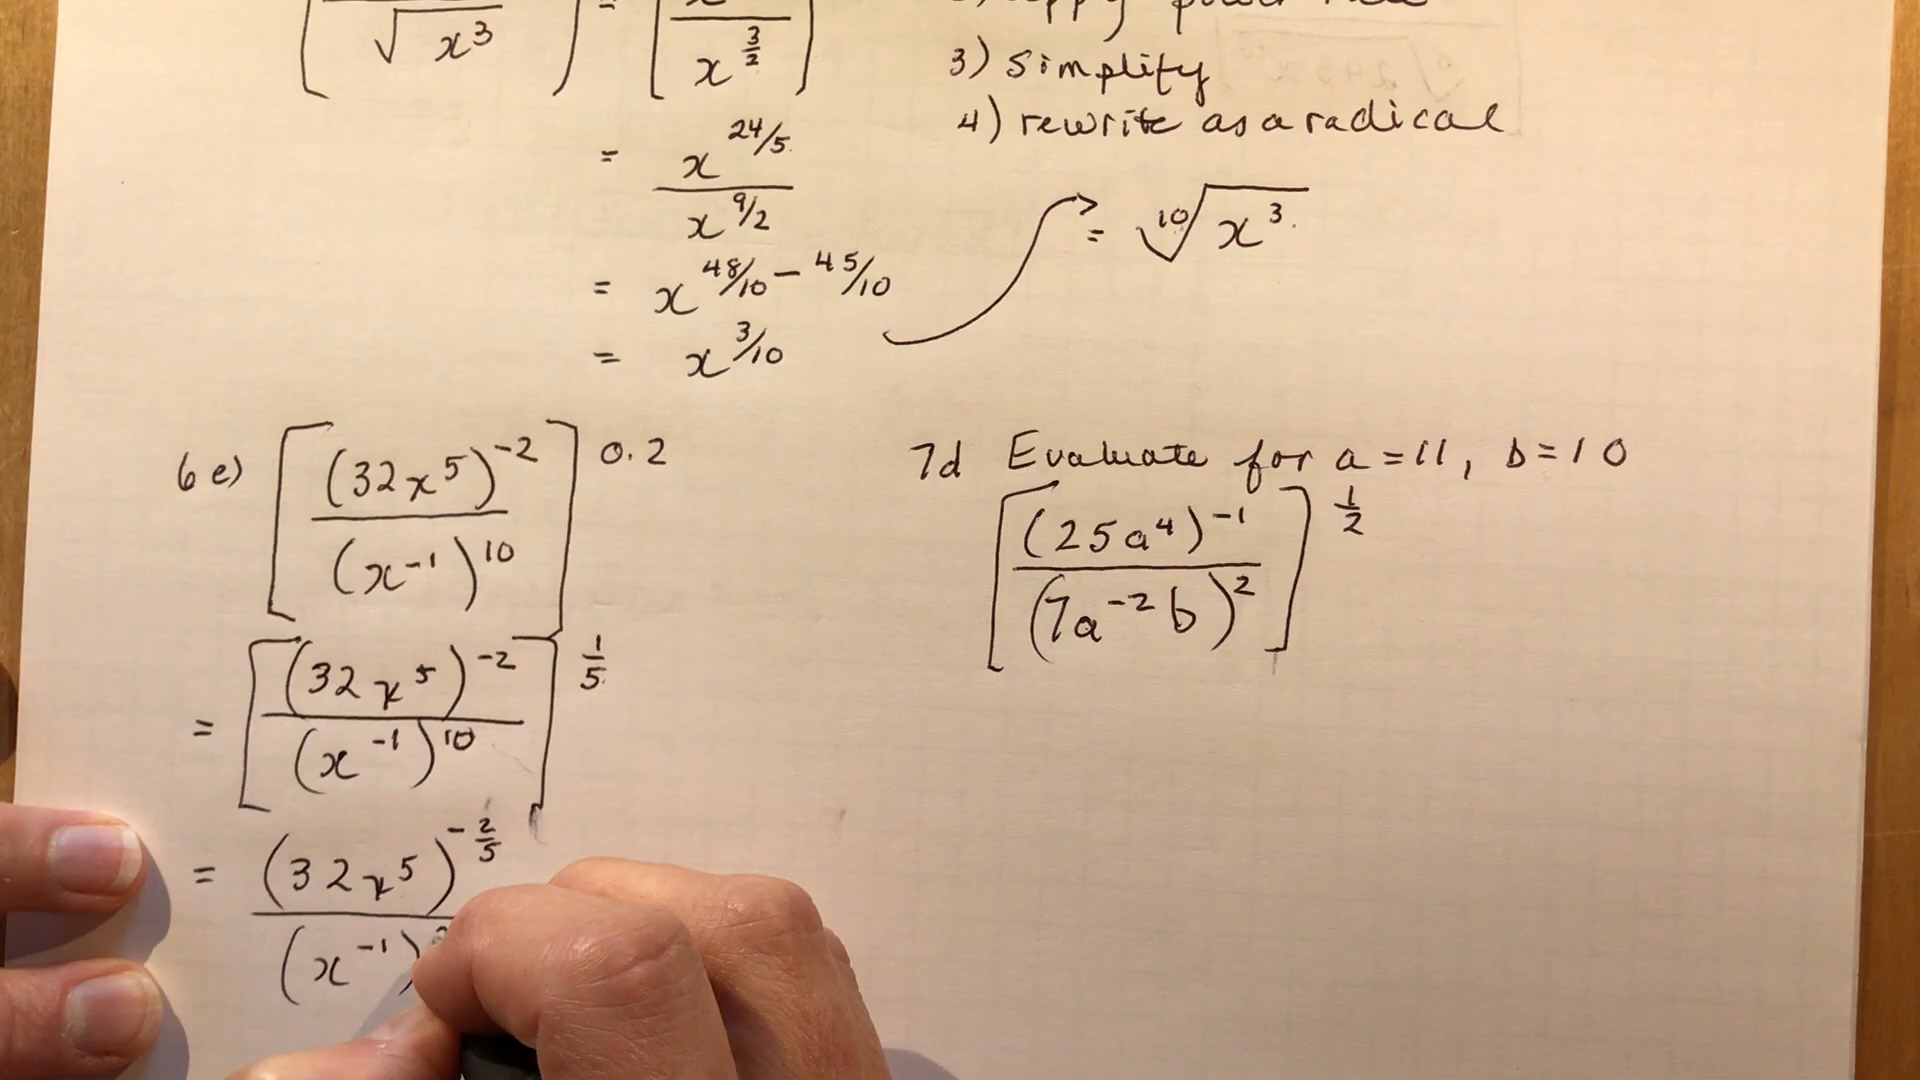 ( / √x³ ) = [ / x^(3/2) ]
3) simplify
4) rewrite as a radical
= x^(24/5) / x^(9/2)
= x^(48/10 − 45/10)
= x^(3/10)
= ¹⁰√x³
6e) [ (32x⁵)⁻² / (x⁻¹)¹⁰ ]^0.2
= [ (32x⁵)⁻² / (x⁻¹)¹⁰ ]^(1/5)
= (32x⁵)^(-2/5) / (x⁻¹)
7d Evaluate for a=11, b=10
[ (25a⁴)⁻¹ / (7a⁻²b)² ]^(1/2)